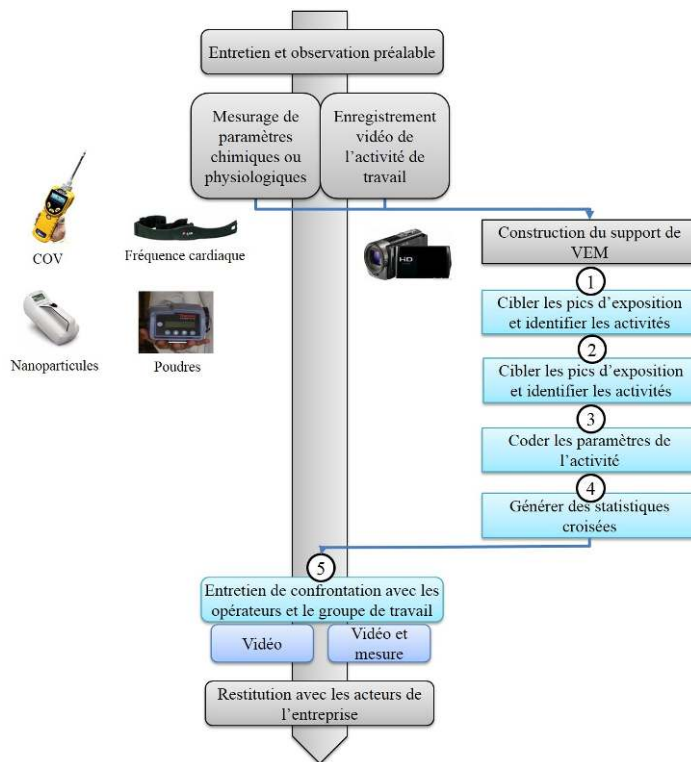 Entretien et observation préalable
Mesurage de
paramètres
chimiques ou
physiologiques
Enregistrement
vidéo de
l’activité de
travail
COV
Fréquence cardiaque
HD
Nanoparticules
Poudres
Construction du support de
VEM
1
Cibler les pics d’exposition
et identifier les activités
2
Cibler les pics d’exposition
et identifier les activités
3
Coder les paramètres de
l’activité
4
Générer des statistiques
croisées
5
Entretien de confrontation avec les
opérateurs et le groupe de travail
Vidéo
Vidéo et
mesure
Restitution avec les acteurs de
l’entreprise